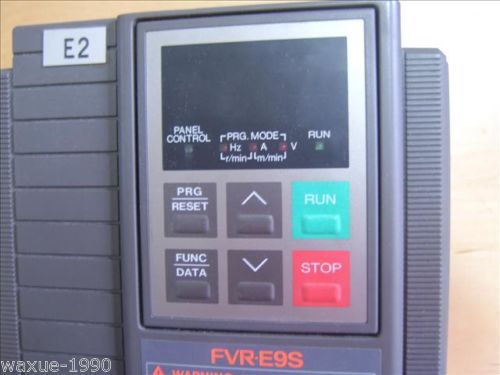 E2
PANEL
CONTROL
PRG. MODE
RUN
Hz A V
r/min m/min
PRG
RESET
RUN
FUNC
DATA
STOP
FVR-E9S
WARNING
waxue-1990